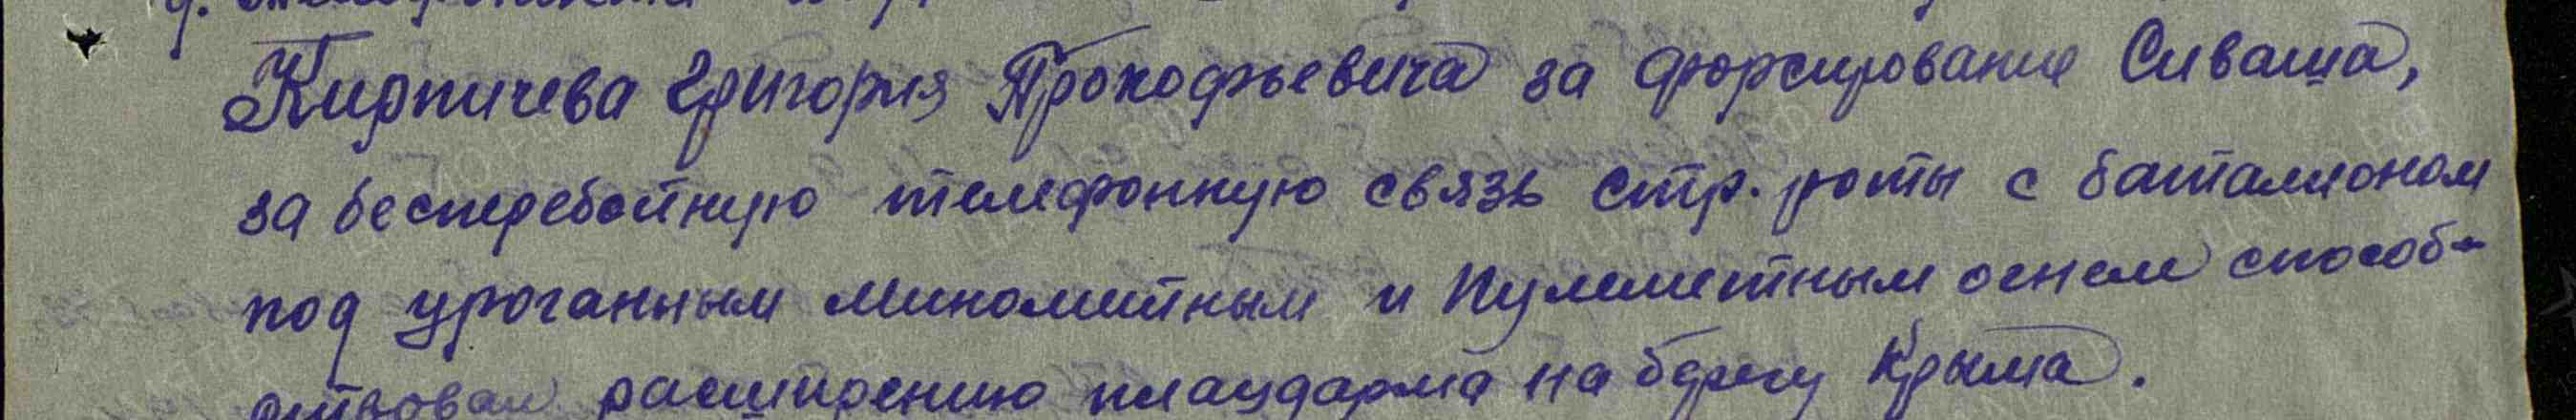 Кирпичева Григория Прокофьевича за форсирование Сиваша,
за бесперебойную телефонную связь стр. роты с баталионом
под ураганным минометным и пулеметным огнем способ-
ствовал расширению плацдарма на берегу Крыма.